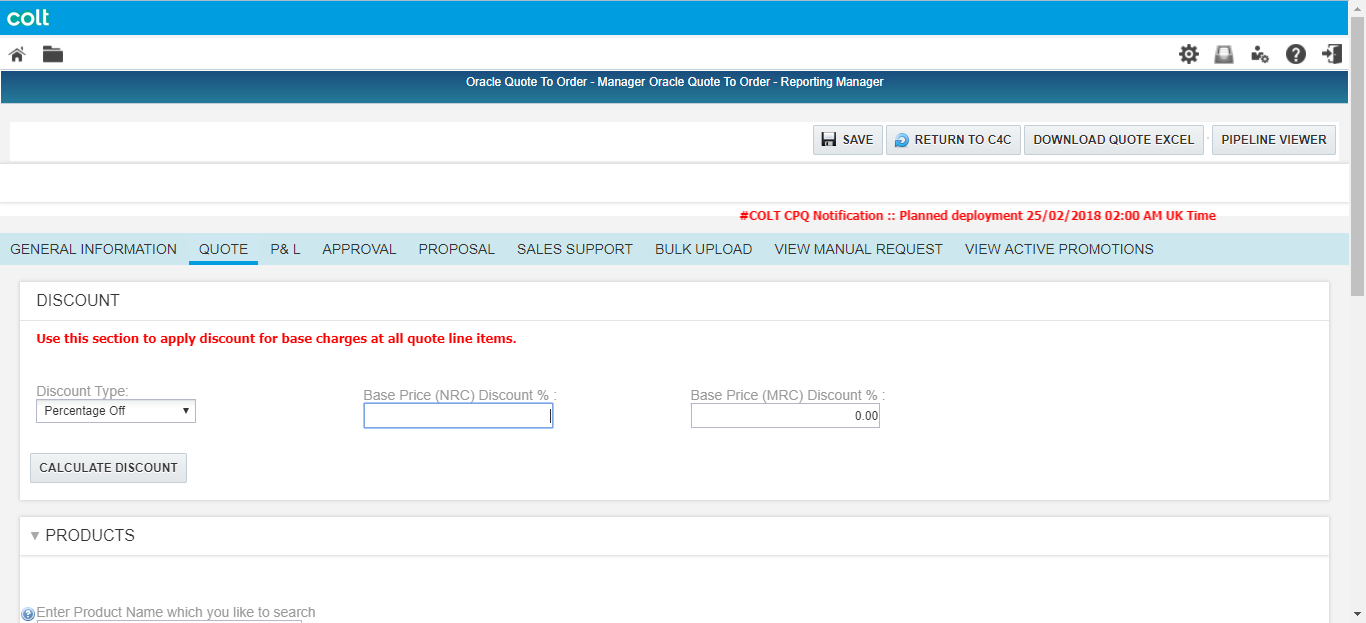 colt
Oracle Quote To Order - Manager Oracle Quote To Order - Reporting Manager
SAVE RETURN TO C4C DOWNLOAD QUOTE EXCEL PIPELINE VIEWER
#COLT CPQ Notification :: Planned deployment 25/02/2018 02:00 AM UK Time
GENERAL INFORMATION QUOTE P& L APPROVAL PROPOSAL SALES SUPPORT BULK UPLOAD VIEW MANUAL REQUEST VIEW ACTIVE PROMOTIONS
DISCOUNT
Use this section to apply discount for base charges at all quote line items.
Discount Type: Base Price (NRC) Discount % : Base Price (MRC) Discount % :
Percentage Off 0.00
CALCULATE DISCOUNT
PRODUCTS
Enter Product Name which you like to search